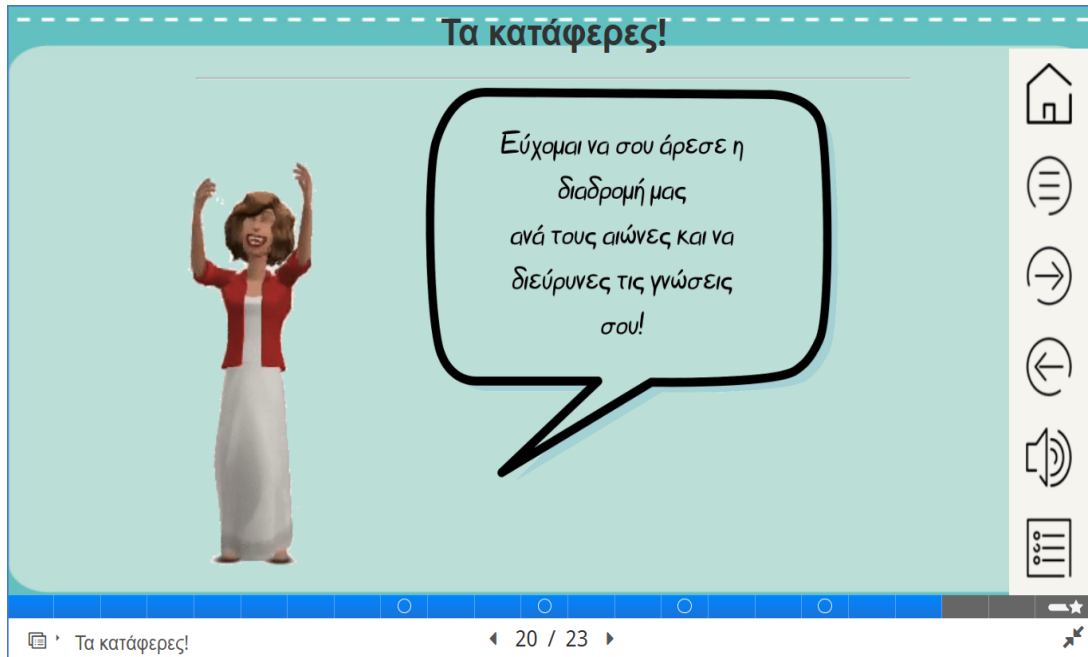 Τα κατάφερες!
Εύχομαι να σου άρεσε η
διαδρομή μας
ανά τους αιώνες και να
διεύρυνες τις γνώσεις
σου!
Τα κατάφερες!
20 / 23